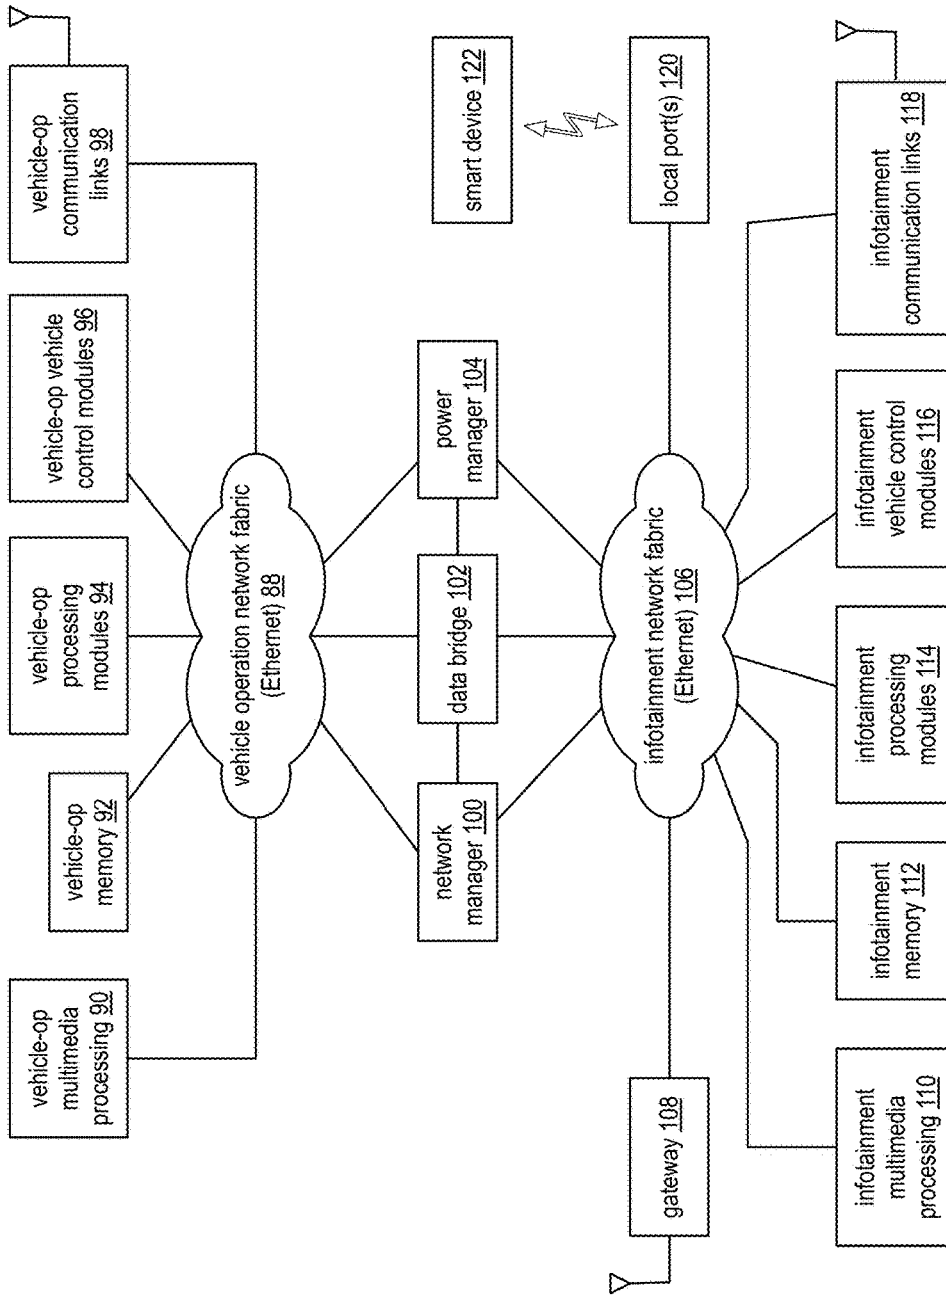 vehicle-op
multimedia
processing 90
vehicle-op
memory 92
vehicle-op
processing
modules 94
vehicle-op vehicle
control modules 96
vehicle-op
communication
links 98
vehicle operation network fabric
(Ethernet) 88
network
manager 100
data bridge 102
power
manager 104
smart device 122
gateway 108
infotainment network fabric
(Ethernet) 106
local port(s) 120
infotainment
multimedia
processing 110
infotainment
memory 112
infotainment
processing
modules 114
infotainment
vehicle control
modules 116
infotainment
communication links 118